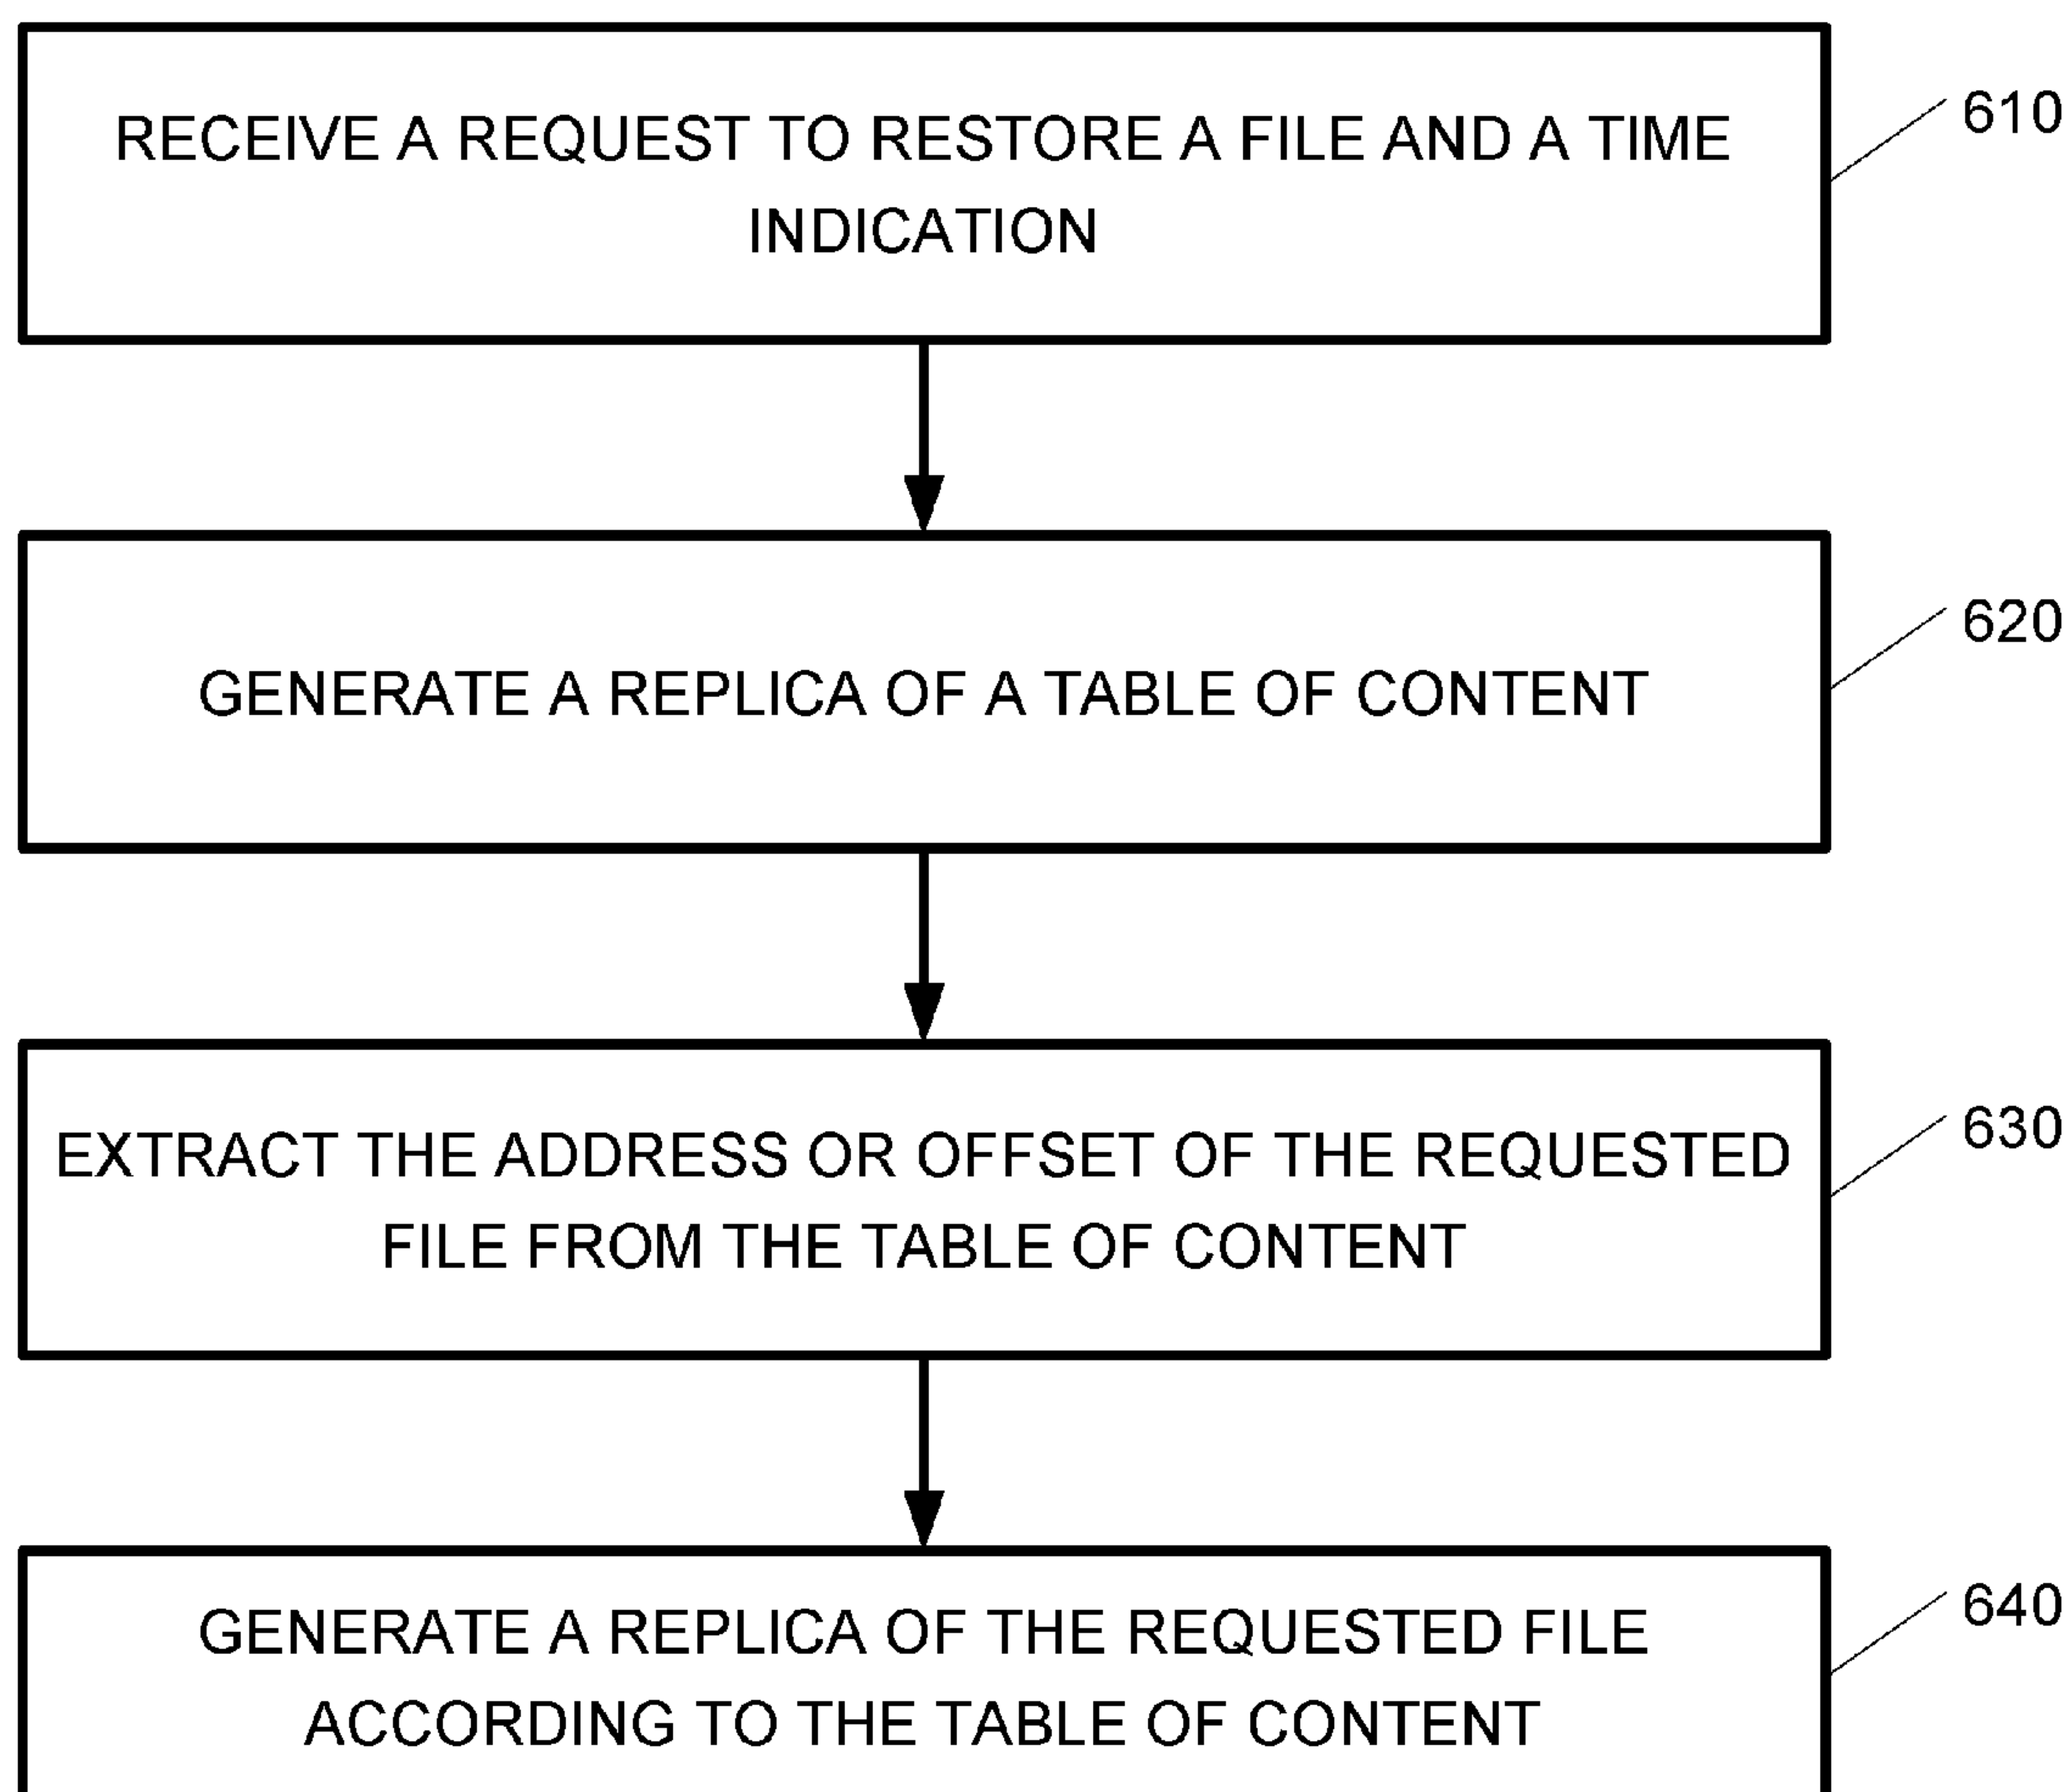 RECEIVE A REQUEST TO RESTORE A FILE AND A TIME
INDICATION
610
GENERATE A REPLICA OF A TABLE OF CONTENT
620
EXTRACT THE ADDRESS OR OFFSET OF THE REQUESTED
FILE FROM THE TABLE OF CONTENT
630
GENERATE A REPLICA OF THE REQUESTED FILE
ACCORDING TO THE TABLE OF CONTENT
640